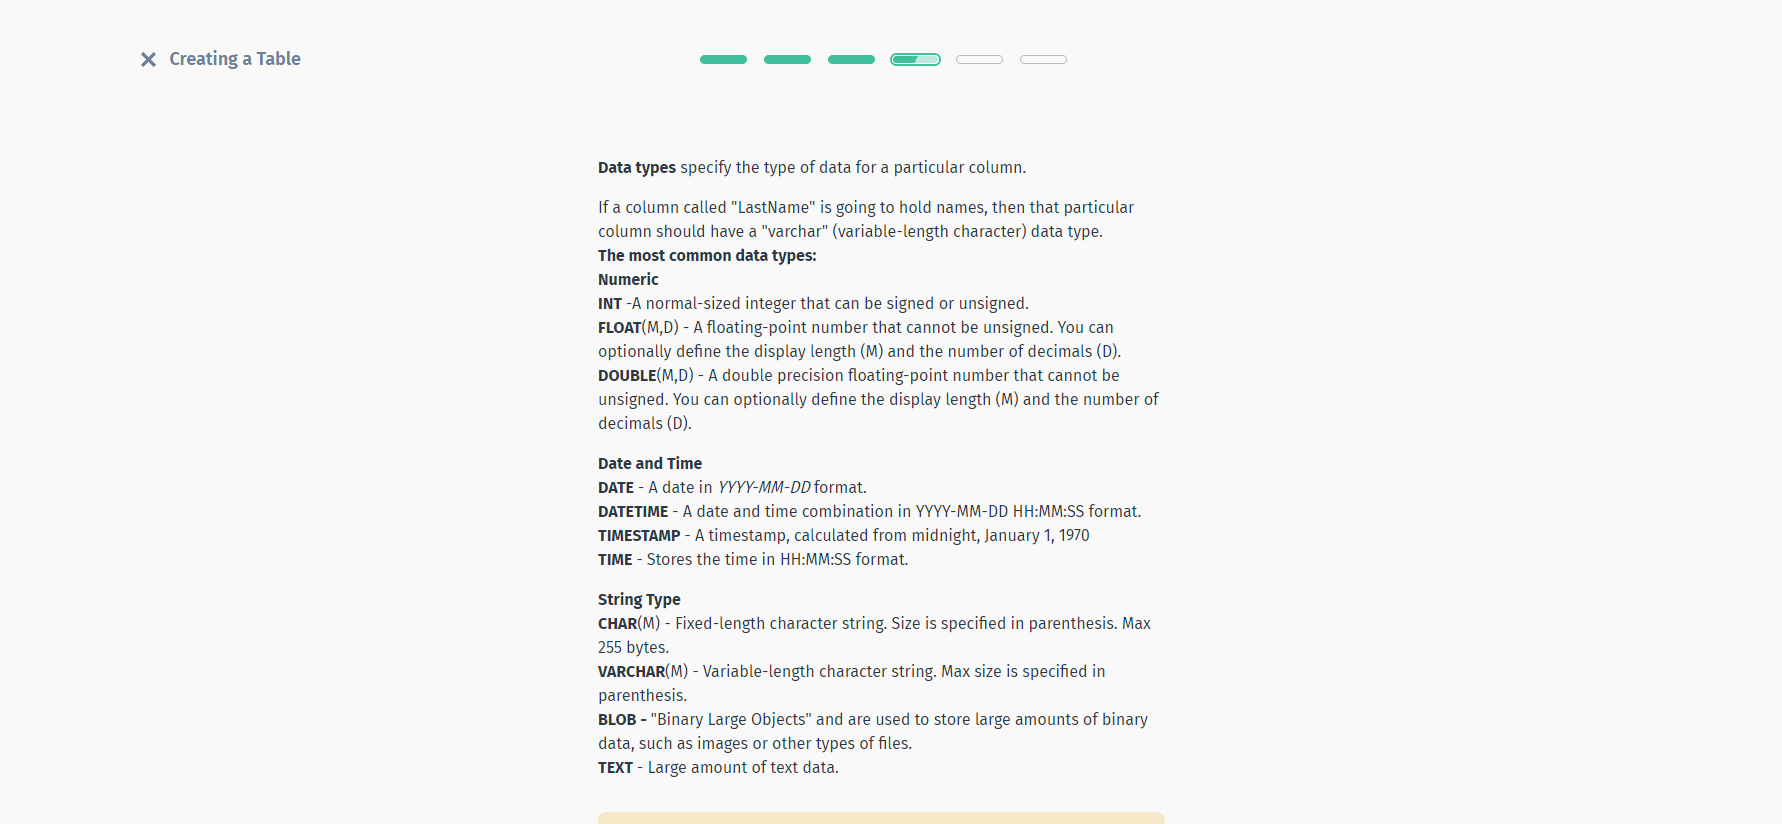 Creating a Table
Data types specify the type of data for a particular column.
If a column called "LastName" is going to hold names, then that particular
column should have a "varchar" (variable-length character) data type.
The most common data types:
Numeric
INT -A normal-sized integer that can be signed or unsigned.
FLOAT(M,D) - A floating-point number that cannot be unsigned. You can
optionally define the display length (M) and the number of decimals (D).
DOUBLE(M,D) - A double precision floating-point number that cannot be
unsigned. You can optionally define the display length (M) and the number of
decimals (D).
Date and Time
DATE - A date in YYYY-MM-DD format.
DATETIME - A date and time combination in YYYY-MM-DD HH:MM:SS format.
TIMESTAMP - A timestamp, calculated from midnight, January 1, 1970
TIME - Stores the time in HH:MM:SS format.
String Type
CHAR(M) - Fixed-length character string. Size is specified in parenthesis. Max
255 bytes.
VARCHAR(M) - Variable-length character string. Max size is specified in
parenthesis.
BLOB - "Binary Large Objects" and are used to store large amounts of binary
data, such as images or other types of files.
TEXT - Large amount of text data.